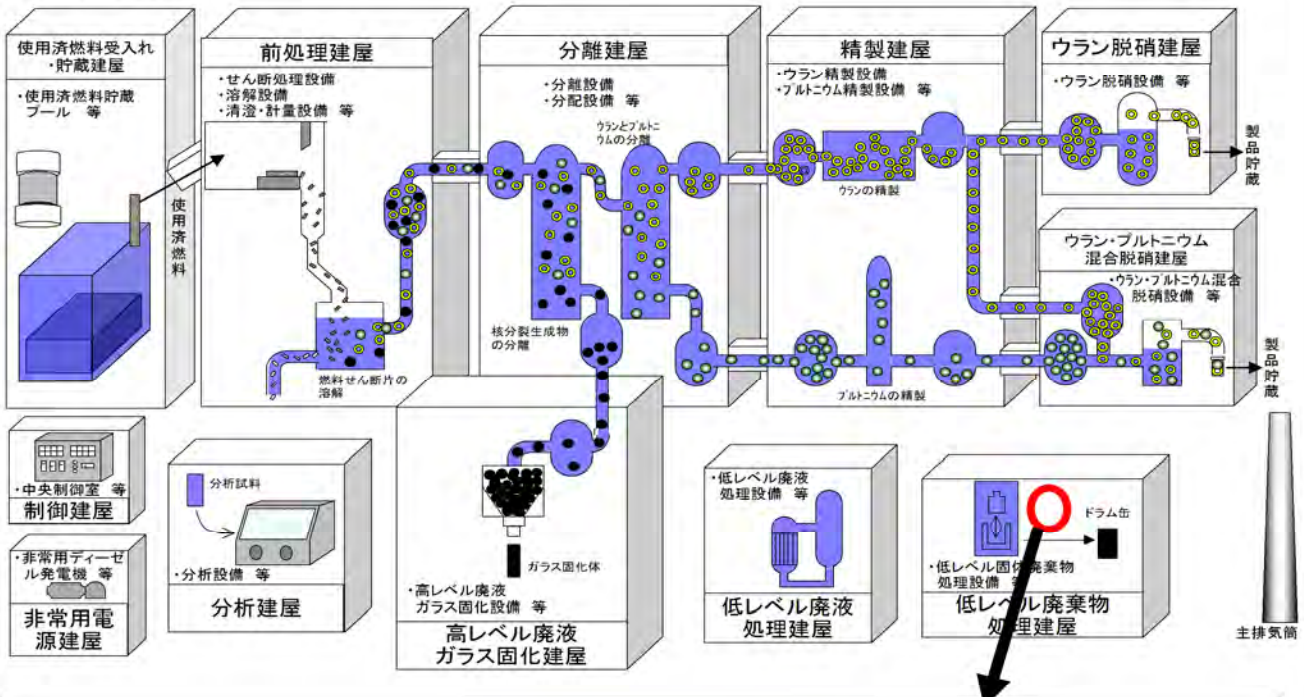 使用済燃料受入れ
・貯蔵建屋
・使用済燃料貯蔵
プール 等
使用済燃料
前処理建屋
・せん断処理設備
・溶解設備
・清澄・計量設備 等
燃料せん断片の
溶解
分離建屋
・分離設備
・分配設備 等
ウランとプルトニ
ウムの分離
核分裂生成物
の分離
精製建屋
・ウラン精製設備
・プルトニウム精製設備 等
ウランの精製
プルトニウムの精製
ウラン脱硝建屋
・ウラン脱硝設備 等
製品貯蔵
ウラン・プルトニウム
混合脱硝建屋
・ウラン・プルトニウム混合
脱硝設備 等
製品貯蔵
・中央制御室 等
制御建屋
・非常用ディーゼ
ル発電機 等
非常用電
源建屋
分析試料
・分析設備 等
分析建屋
ガラス固化体
・高レベル廃液
ガラス固化設備 等
高レベル廃液
ガラス固化建屋
・低レベル廃液
処理設備 等
低レベル廃液
処理建屋
ドラム缶
・低レベル固体廃棄物
処理設備 等
低レベル廃棄物
処理建屋
主排気筒